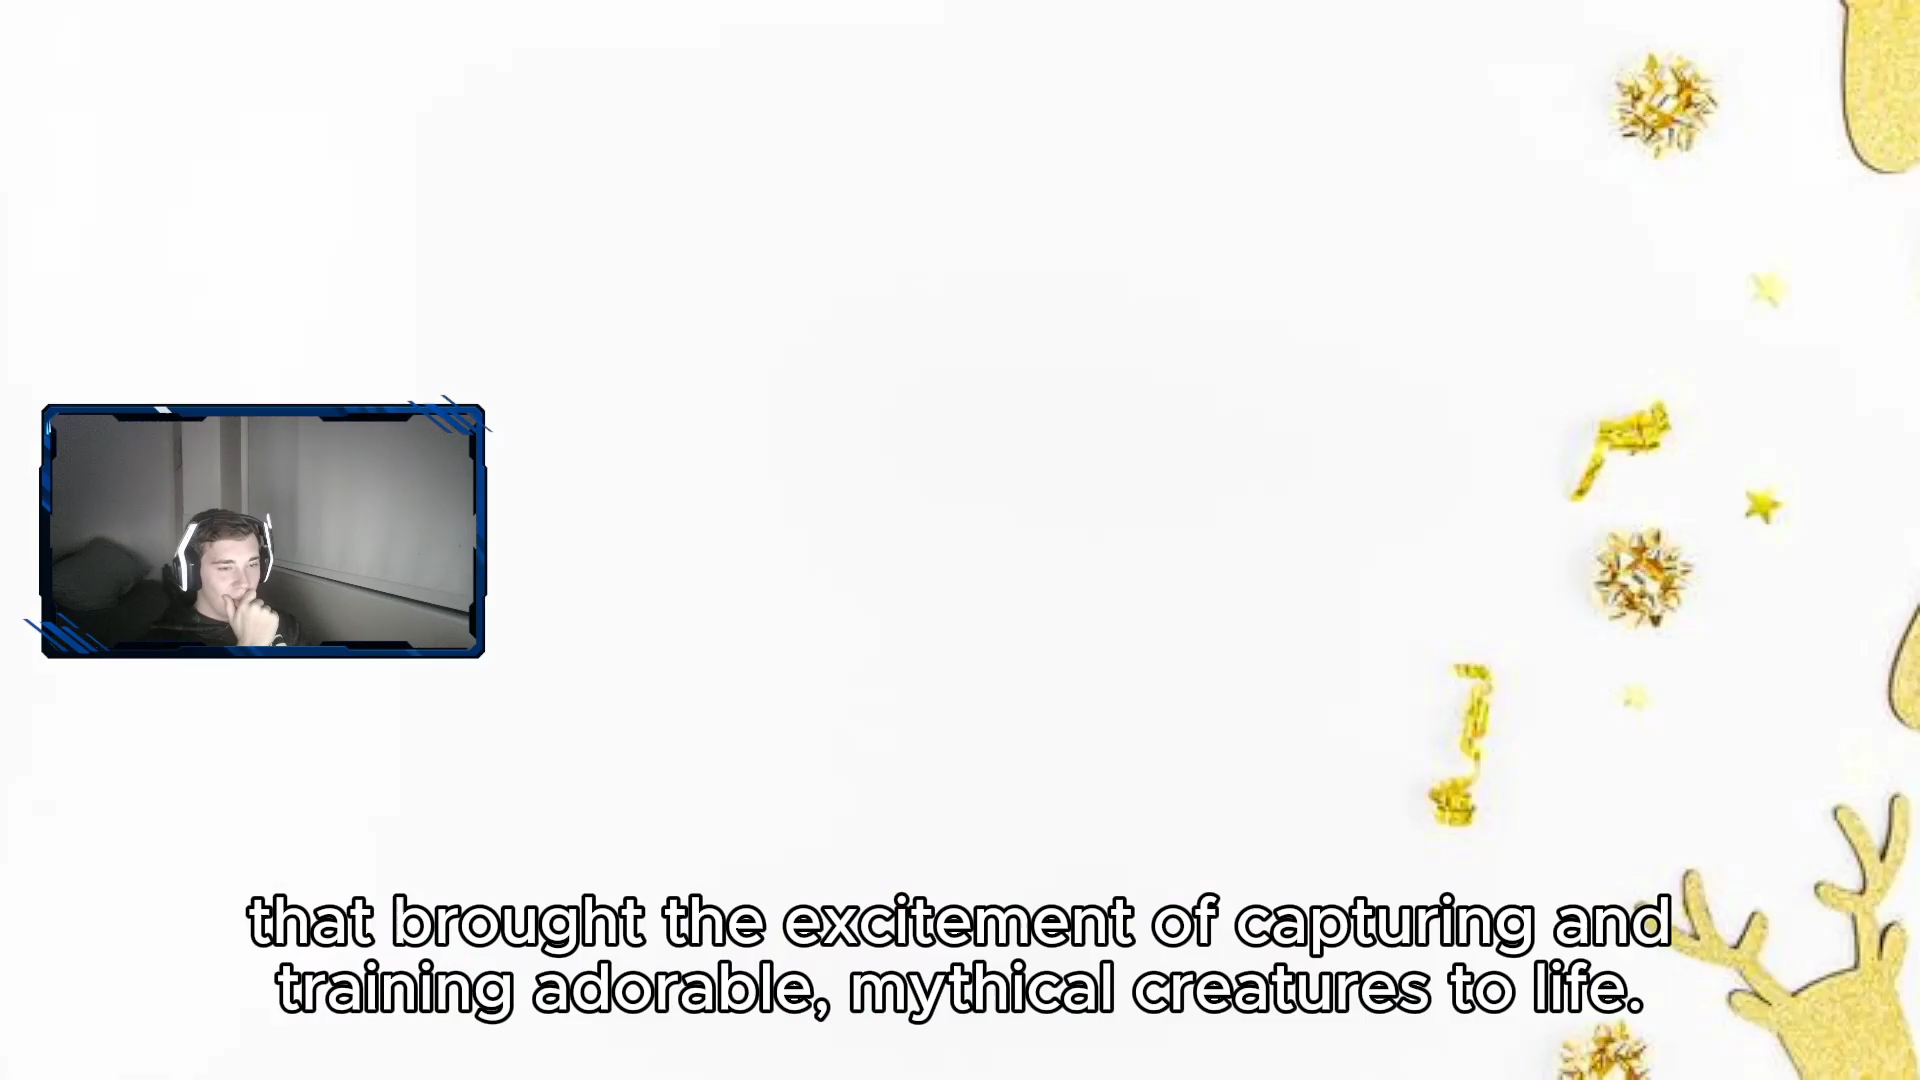 that brought the excitement of capturing and
training adorable, mythical creatures to life.